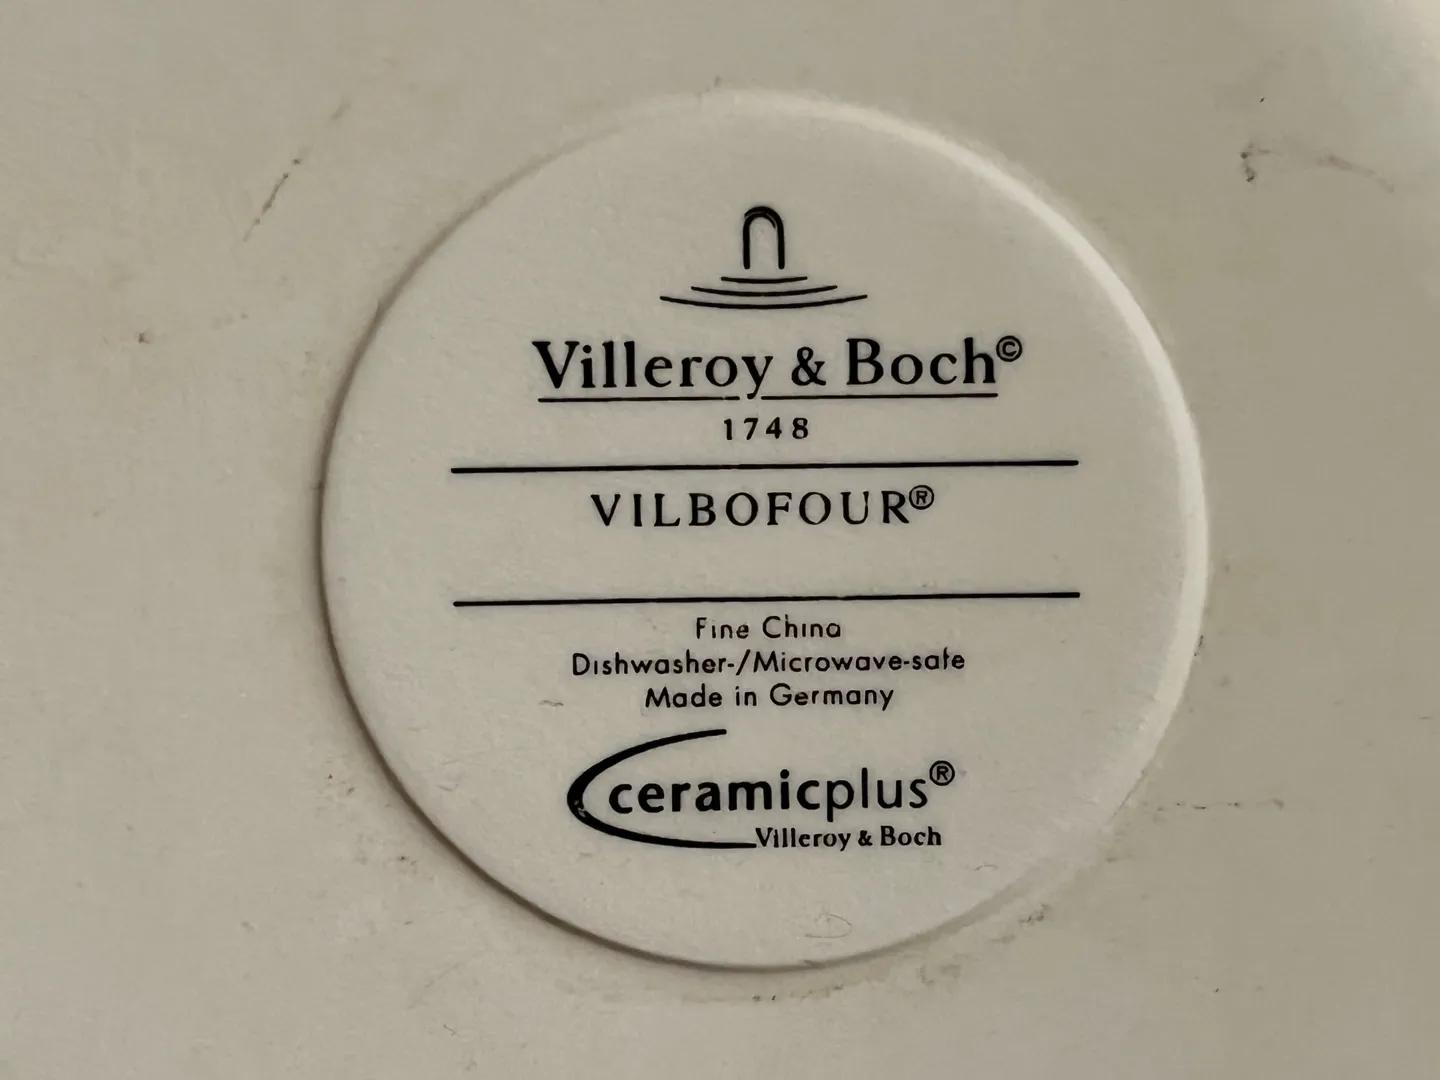 Villeroy & Boch©
1748
VILBOFOUR®
Fine China
Dishwasher-/Microwave-safe
Made in Germany
ceramicplus®
Villeroy & Boch